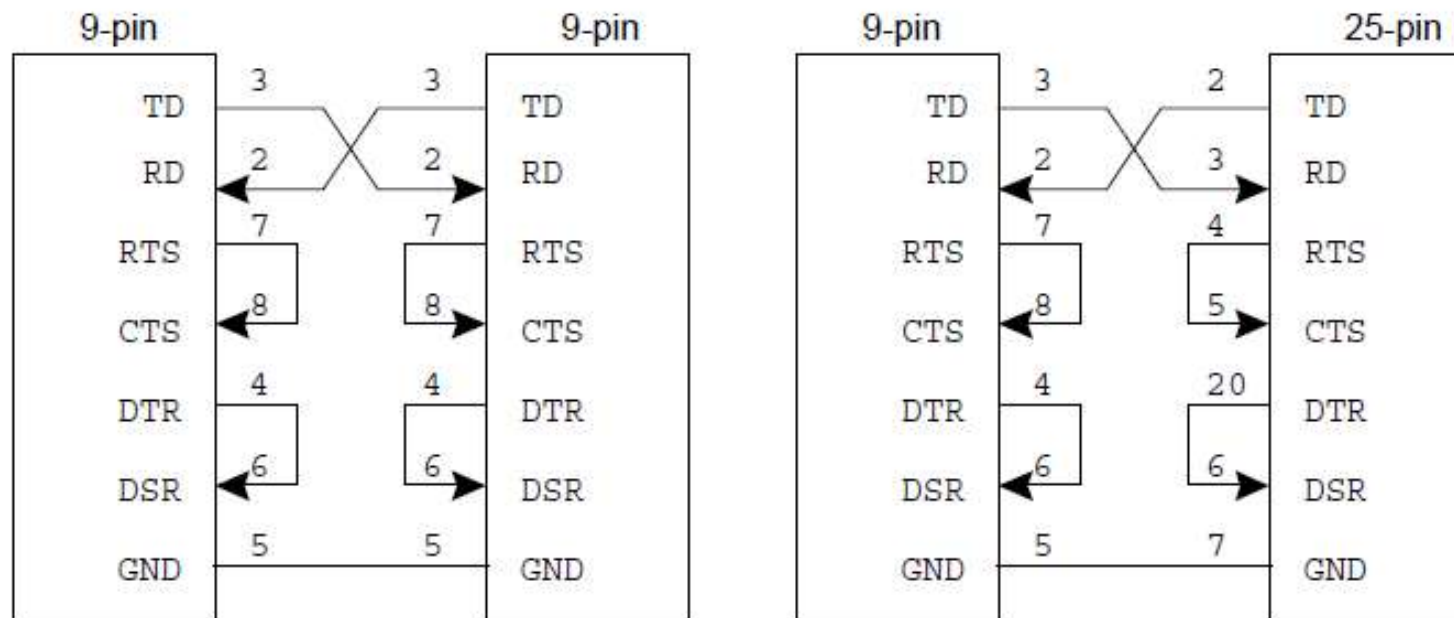 9-pin 9-pin 9-pin 25-pin
3 3 3 2
TD TD TD TD
2 2 2 3
RD RD RD RD
7 7 7 4
RTS RTS RTS RTS
8 8 8 5
CTS CTS CTS CTS
4 4 4 20
DTR DTR DTR DTR
6 6 6 6
DSR DSR DSR DSR
5 5 5 7
GND GND GND GND